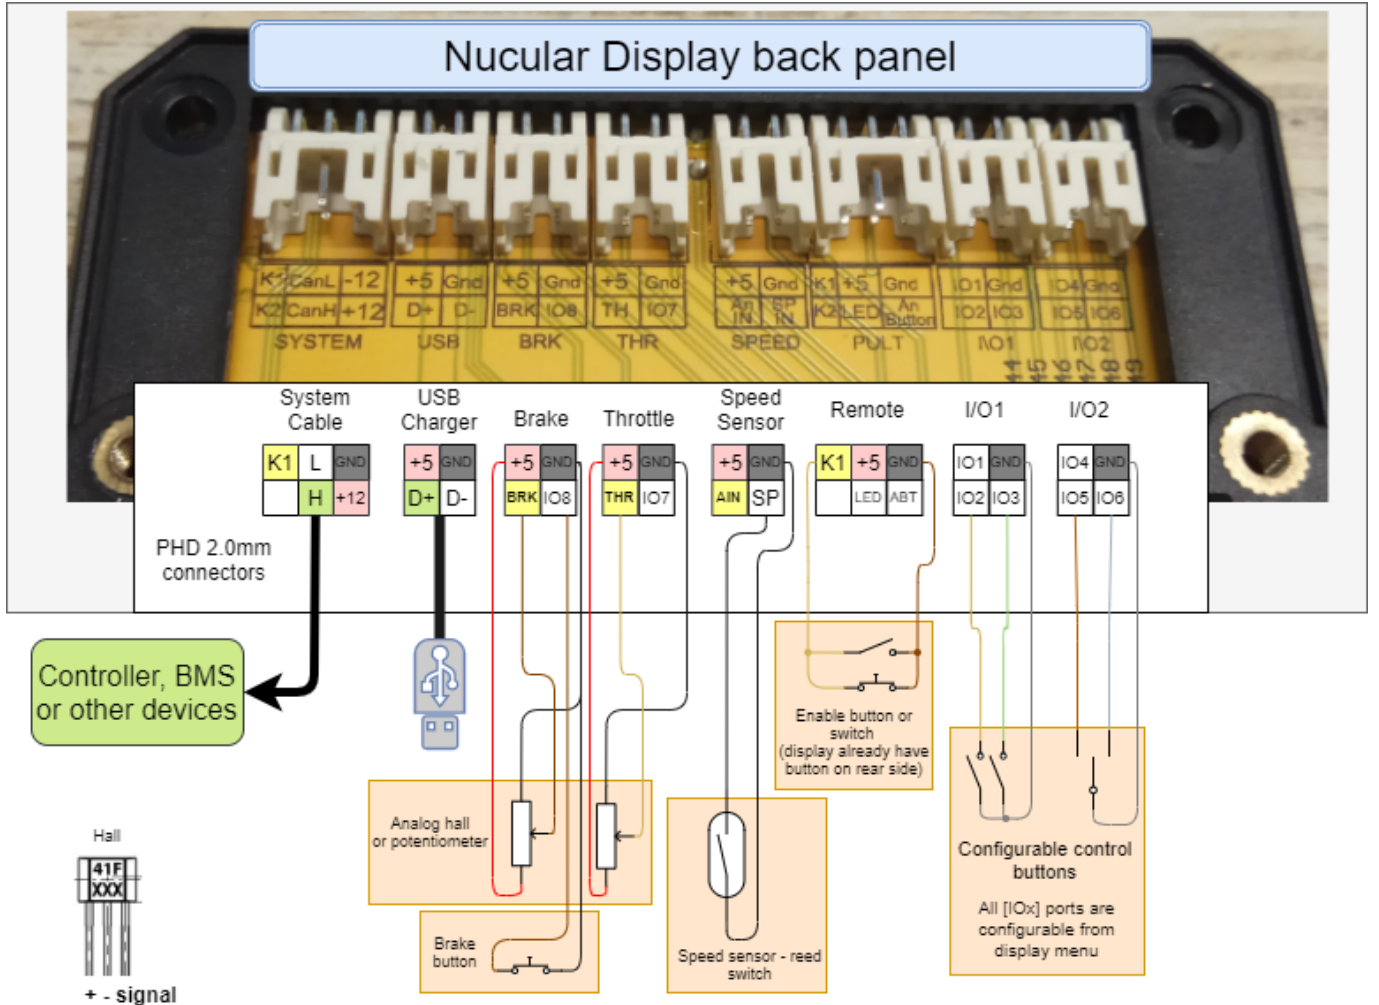 Nucular Display back panel
K1 CanL -12
K2 CanH +12
SYSTEM
+5 Gnd
D+ D-
USB
+5 Gnd
BRK IO8
BRK
+5 Gnd
TH IO7
THR
+5 Gnd
An IN SP IN
SPEED
K1 +5 Gnd
K2 LED An Button
PULT
IO1 Gnd
IO2 IO3
I\O1
IO4 Gnd
IO5 IO6
I\O2
System
Cable
K1 L GND
H +12
USB
Charger
+5 GND
D+ D-
Brake
+5 GND
BRK IO8
Throttle
+5 GND
THR IO7
Speed
Sensor
+5 GND
AIN SP
Remote
K1 +5 GND
LED ABT
I/O1
IO1 GND
IO2 IO3
I/O2
IO4 GND
IO5 IO6
PHD 2.0mm
connectors
Controller, BMS
or other devices
Hall
41F
XXX
+ - signal
Analog hall
or potentiometer
Brake
button
Speed sensor - reed
switch
Enable button or
switch
(display already have
button on rear side)
Configurable control
buttons
All [IOx] ports are
configurable from
display menu